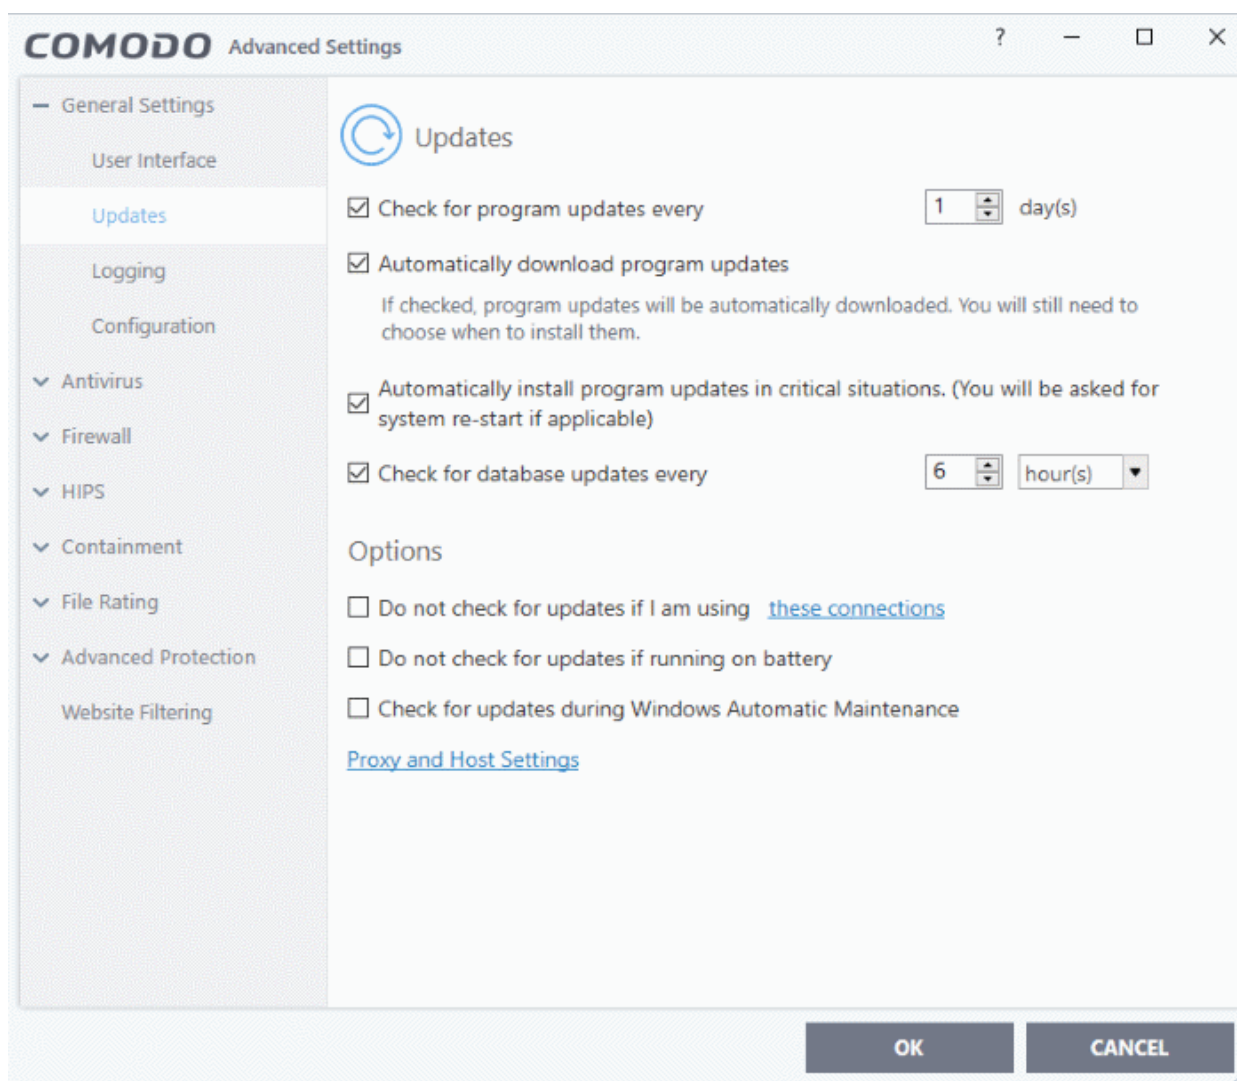 COMODO Advanced Settings ?
General Settings
User Interface
Updates
Logging
Configuration
Antivirus
Firewall
HIPS
Containment
File Rating
Advanced Protection
Website Filtering
Updates
Check for program updates every 1 day(s)
Automatically download program updates
If checked, program updates will be automatically downloaded. You will still need to
choose when to install them.
Automatically install program updates in critical situations. (You will be asked for
system re-start if applicable)
Check for database updates every 6 hour(s)
Options
Do not check for updates if I am using these connections
Do not check for updates if running on battery
Check for updates during Windows Automatic Maintenance
Proxy and Host Settings
OK CANCEL